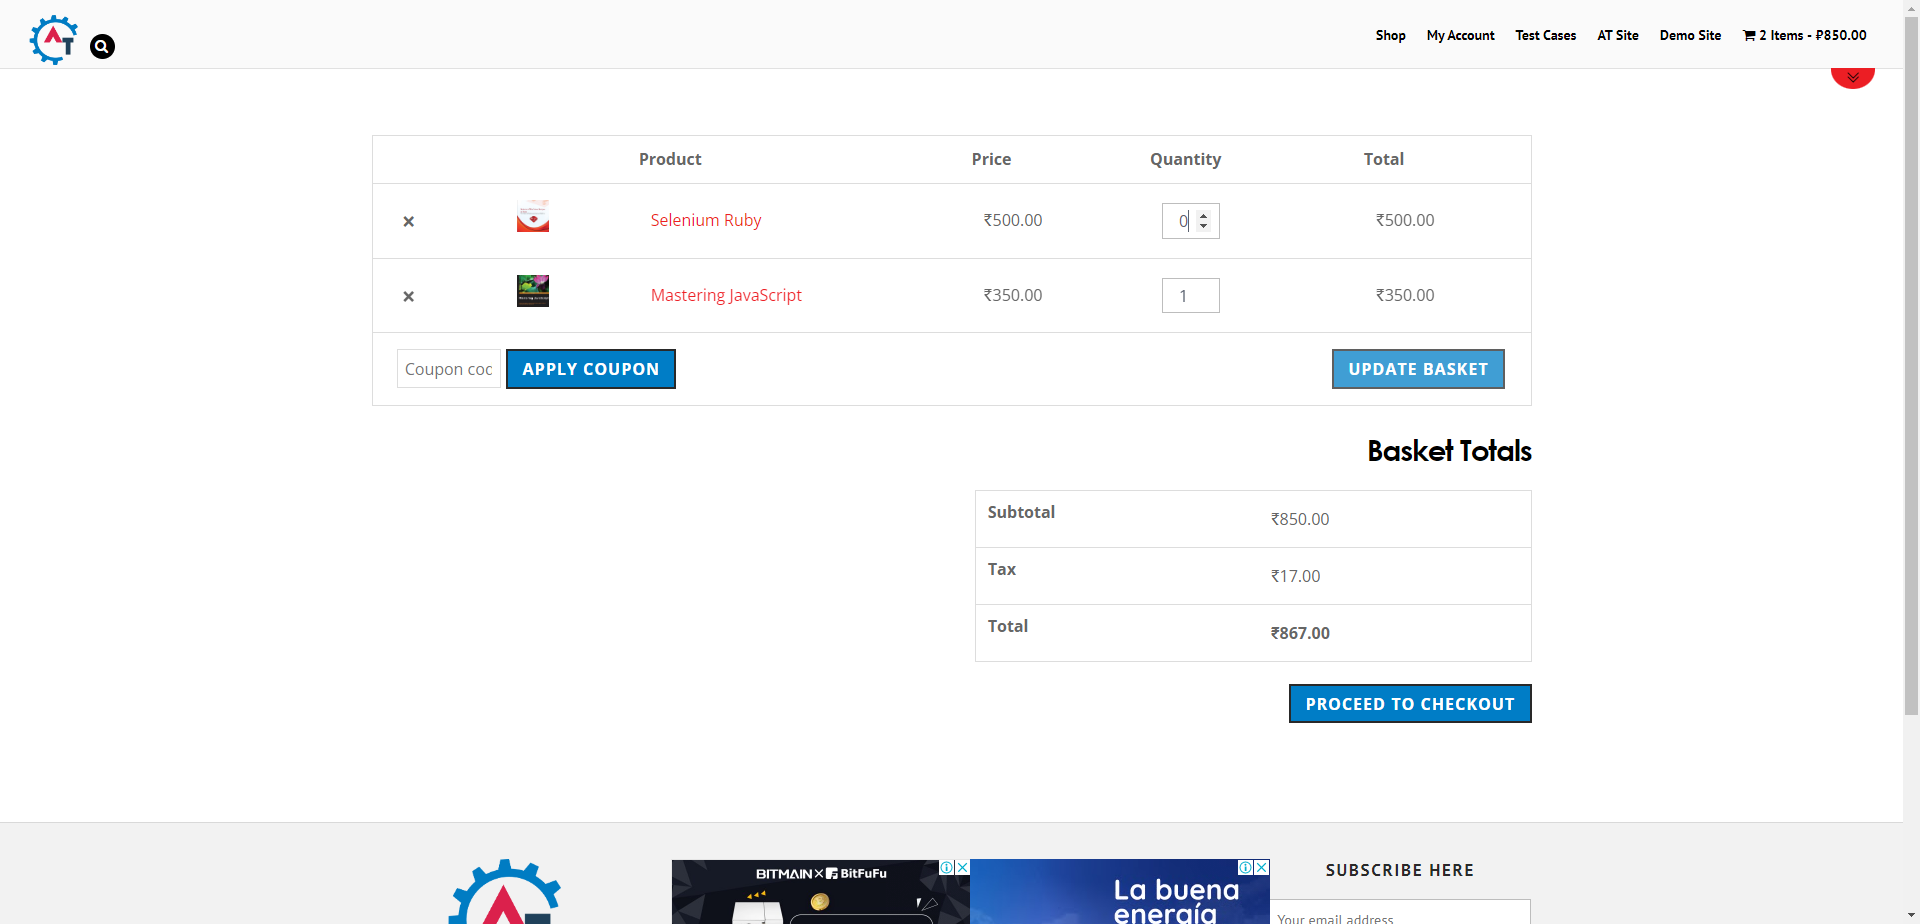 AT
Shop My Account Test Cases AT Site Demo Site 2 Items - ₽850.00
Product Price Quantity Total
× Selenium Ruby ₹500.00 0 ₹500.00
× Mastering JavaScript ₹350.00 1 ₹350.00
Coupon coc APPLY COUPON UPDATE BASKET
Basket Totals
Subtotal ₹850.00
Tax ₹17.00
Total ₹867.00
PROCEED TO CHECKOUT
BITMAIN × BitFuFu
La buena
energía
SUBSCRIBE HERE
Your email address